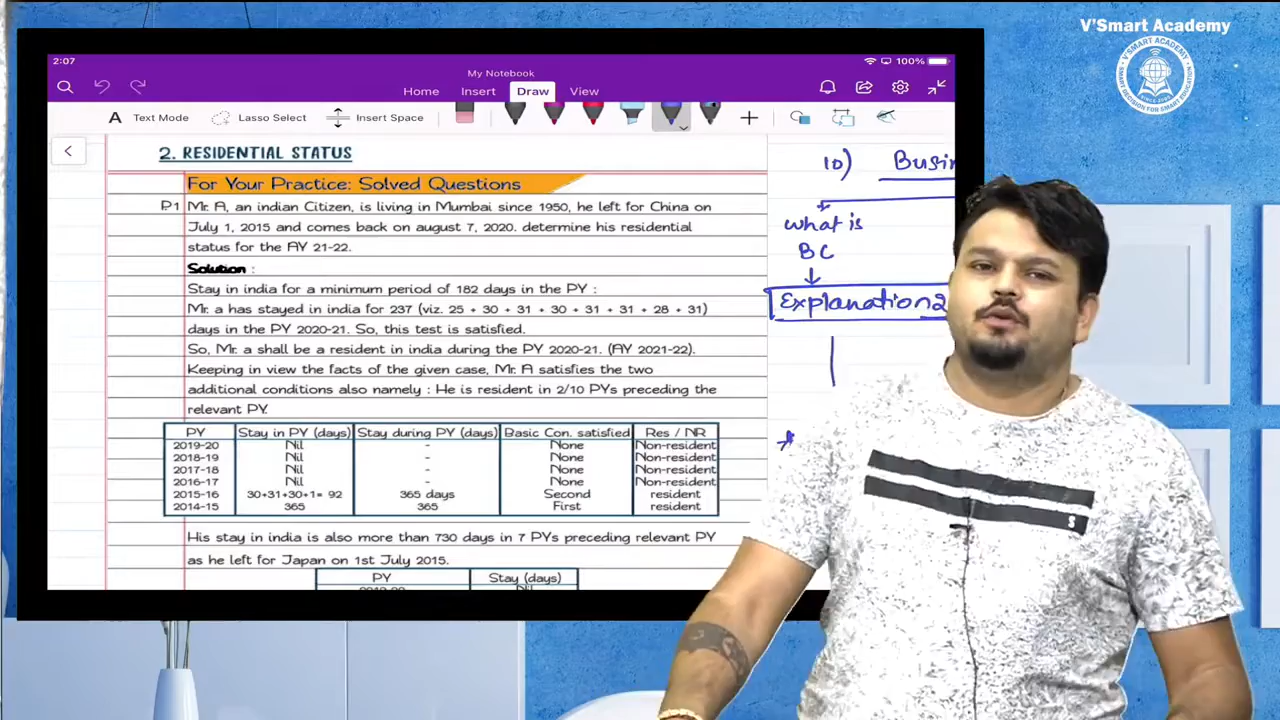 V'Smart Academy
V'SMART ACADEMY
SMART DECISION FOR SMART EDUCATION
2:07
100%
My Notebook
Home Insert Draw View
A Text Mode Lasso Select Insert Space
2. RESIDENTIAL STATUS
For Your Practice: Solved Questions
P.1 Mr. A, an indian Citizen, is living in Mumbai since 1950, he left for China on
July 1, 2015 and comes back on august 7, 2020. determine his residential
status for the AY 21-22.
Solution :
Stay in india for a minimum period of 182 days in the PY :
Mr. a has stayed in india for 237 (viz. 25 + 30 + 31 + 30 + 31 + 31 + 28 + 31)
days in the PY 2020-21. So, this test is satisfied.
So, Mr. a shall be a resident in india during the PY 2020-21. (AY 2021-22).
Keeping in view the facts of the given case, Mr. A satisfies the two
additional conditions also namely : He is resident in 2/10 PYs preceding the
relevant PY.
PY Stay in PY (days) Stay during PY (days) Basic Con. satisfied Res / NR
2019-20 Nil - None Non-resident
2018-19 Nil - None Non-resident
2017-18 Nil - None Non-resident
2016-17 Nil - None Non-resident
2015-16 30+31+30+1= 92 365 days Second resident
2014-15 365 365 First resident
His stay in india is also more than 730 days in 7 PYs preceding relevant PY
as he left for Japan on 1st July 2015.
PY Stay (days)
10) Busin
what is
BC
Explanation 2